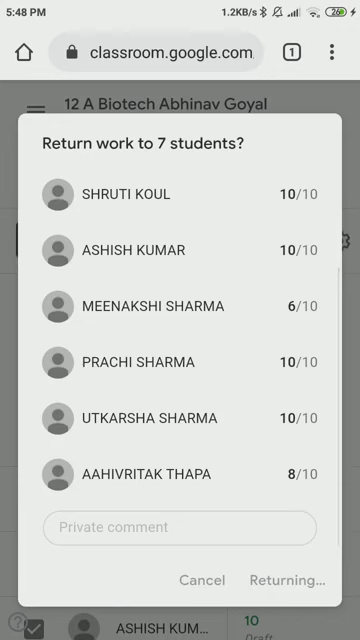 5:48 PM 1.2KB/s 26
classroom.google.com 1
12 A Biotech Abhinav Goyal
Return work to 7 students?
SHRUTI KOUL 10/10
ASHISH KUMAR 10/10
MEENAKSHI SHARMA 6/10
PRACHI SHARMA 10/10
UTKARSHA SHARMA 10/10
AAHIVRITAK THAPA 8/10
Private comment
Cancel Returning...
ASHISH KUM... 10
Draft